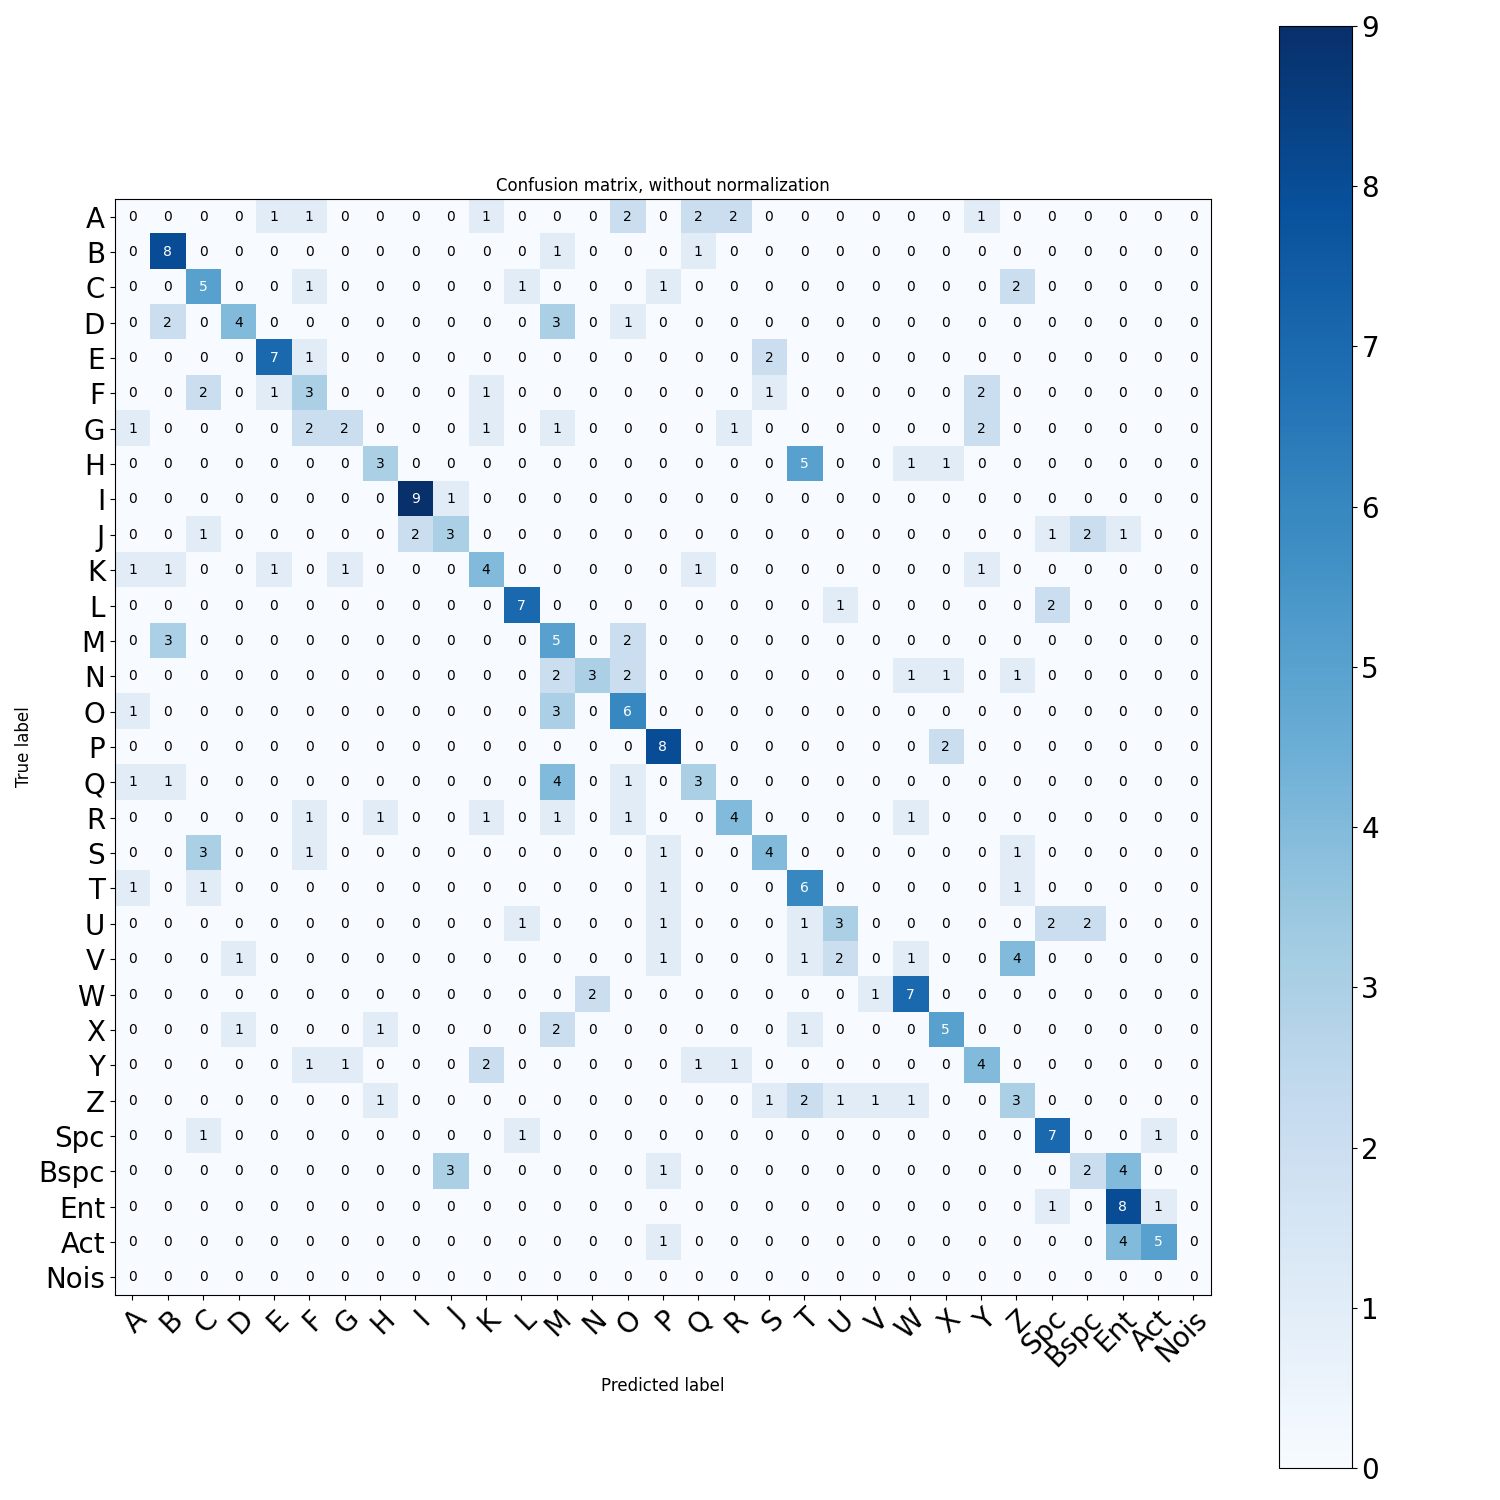 Confusion matrix, without normalization
A 0 0 0 0 1 1 0 0 0 0 1 0 0 0 2 0 2 2 0 0 0 0 0 0 1 0 0 0 0 0 0
B 0 8 0 0 0 0 0 0 0 0 0 0 1 0 0 0 1 0 0 0 0 0 0 0 0 0 0 0 0 0 0
C 0 0 5 0 0 1 0 0 0 0 0 1 0 0 0 1 0 0 0 0 0 0 0 0 0 2 0 0 0 0 0
D 0 2 0 4 0 0 0 0 0 0 0 0 3 0 1 0 0 0 0 0 0 0 0 0 0 0 0 0 0 0 0
E 0 0 0 0 7 1 0 0 0 0 0 0 0 0 0 0 0 0 2 0 0 0 0 0 0 0 0 0 0 0 0
F 0 0 2 0 1 3 0 0 0 0 1 0 0 0 0 0 0 0 1 0 0 0 0 0 2 0 0 0 0 0 0
G 1 0 0 0 0 2 2 0 0 0 1 0 1 0 0 0 0 1 0 0 0 0 0 0 2 0 0 0 0 0 0
H 0 0 0 0 0 0 0 3 0 0 0 0 0 0 0 0 0 0 0 5 0 0 1 1 0 0 0 0 0 0 0
I 0 0 0 0 0 0 0 0 9 1 0 0 0 0 0 0 0 0 0 0 0 0 0 0 0 0 0 0 0 0 0
J 0 0 1 0 0 0 0 0 2 3 0 0 0 0 0 0 0 0 0 0 0 0 0 0 0 0 1 2 1 0 0
K 1 1 0 0 1 0 1 0 0 0 4 0 0 0 0 0 1 0 0 0 0 0 0 0 1 0 0 0 0 0 0
L 0 0 0 0 0 0 0 0 0 0 0 7 0 0 0 0 0 0 0 0 1 0 0 0 0 0 2 0 0 0 0
M 0 3 0 0 0 0 0 0 0 0 0 0 5 0 2 0 0 0 0 0 0 0 0 0 0 0 0 0 0 0 0
N 0 0 0 0 0 0 0 0 0 0 0 0 2 3 2 0 0 0 0 0 0 0 1 1 0 1 0 0 0 0 0
O 1 0 0 0 0 0 0 0 0 0 0 0 3 0 6 0 0 0 0 0 0 0 0 0 0 0 0 0 0 0 0
P 0 0 0 0 0 0 0 0 0 0 0 0 0 0 0 8 0 0 0 0 0 0 0 2 0 0 0 0 0 0 0
Q 1 1 0 0 0 0 0 0 0 0 0 0 4 0 1 0 3 0 0 0 0 0 0 0 0 0 0 0 0 0 0
R 0 0 0 0 0 1 0 1 0 0 1 0 1 0 1 0 0 4 0 0 0 0 1 0 0 0 0 0 0 0 0
S 0 0 3 0 0 1 0 0 0 0 0 0 0 0 0 1 0 0 4 0 0 0 0 0 0 1 0 0 0 0 0
T 1 0 1 0 0 0 0 0 0 0 0 0 0 0 0 1 0 0 0 6 0 0 0 0 0 1 0 0 0 0 0
U 0 0 0 0 0 0 0 0 0 0 0 1 0 0 0 1 0 0 0 1 3 0 0 0 0 0 2 2 0 0 0
V 0 0 0 1 0 0 0 0 0 0 0 0 0 0 0 1 0 0 0 1 2 0 1 0 0 4 0 0 0 0 0
W 0 0 0 0 0 0 0 0 0 0 0 0 0 2 0 0 0 0 0 0 0 1 7 0 0 0 0 0 0 0 0
X 0 0 0 1 0 0 0 1 0 0 0 0 2 0 0 0 0 0 0 1 0 0 0 5 0 0 0 0 0 0 0
Y 0 0 0 0 0 1 1 0 0 0 2 0 0 0 0 0 1 1 0 0 0 0 0 0 4 0 0 0 0 0 0
Z 0 0 0 0 0 0 0 1 0 0 0 0 0 0 0 0 0 0 1 2 1 1 1 0 0 3 0 0 0 0 0
Spc 0 0 1 0 0 0 0 0 0 0 0 1 0 0 0 0 0 0 0 0 0 0 0 0 0 0 7 0 0 1 0
Bspc 0 0 0 0 0 0 0 0 0 3 0 0 0 0 0 1 0 0 0 0 0 0 0 0 0 0 0 2 4 0 0
Ent 0 0 0 0 0 0 0 0 0 0 0 0 0 0 0 0 0 0 0 0 0 0 0 0 0 0 1 0 8 1 0
Act 0 0 0 0 0 0 0 0 0 0 0 0 0 0 0 1 0 0 0 0 0 0 0 0 0 0 0 0 4 5 0
Nois 0 0 0 0 0 0 0 0 0 0 0 0 0 0 0 0 0 0 0 0 0 0 0 0 0 0 0 0 0 0 0
A B C D E F G H I J K L M N O P Q R S T U V W X Y Z Spc Bspc Ent Act Nois
Predicted label
True label
9
8
7
6
5
4
3
2
1
0